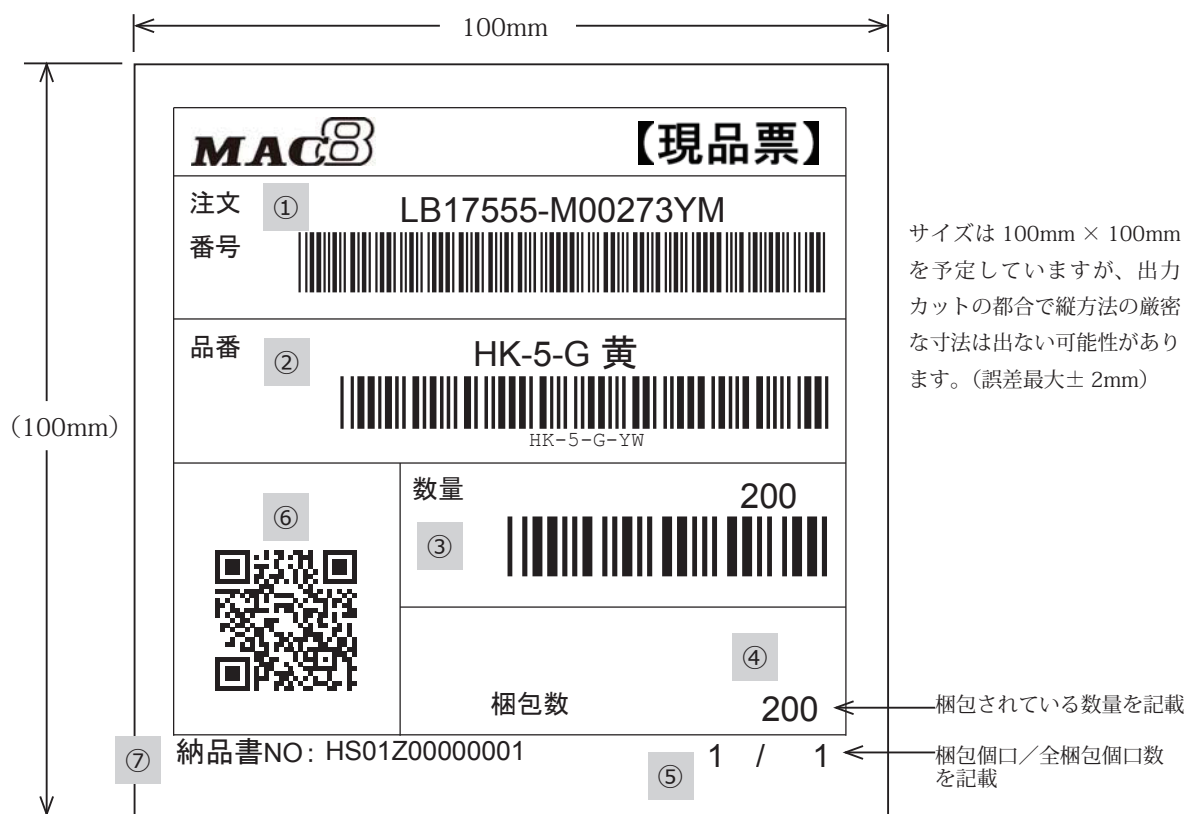 100mm
MAC8 【現品票】
注文 ① LB17555-M00273YM
番号
品番 ② HK-5-G 黄
HK-5-G-YW
(100mm)
サイズは 100mm × 100mm
を予定していますが、出力
カットの都合で縦方法の厳密
な寸法は出ない可能性があり
ます。(誤差最大± 2mm)
数量 200
③
⑥
④
梱包数 200
梱包されている数量を記載
⑦ 納品書NO: HS01Z00000001 ⑤ 1 / 1
梱包個口／全梱包個口数
を記載